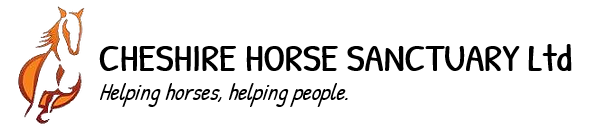 CHESHIRE HORSE SANCTUARY Ltd
Helping horses, helping people.